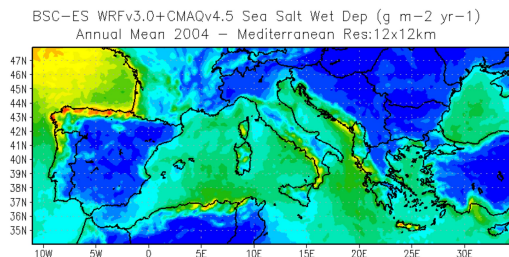 BSC-ES WRFv3.0+CMAQv4.5 Sea Salt Wet Dep (g m-2 yr-1)
Annual Mean 2004 - Mediterranean Res:12x12km
47N
46N
45N
44N
43N
42N
41N
40N
39N
38N
37N
36N
35N
10W 5W 0 5E 10E 15E 20E 25E 30E